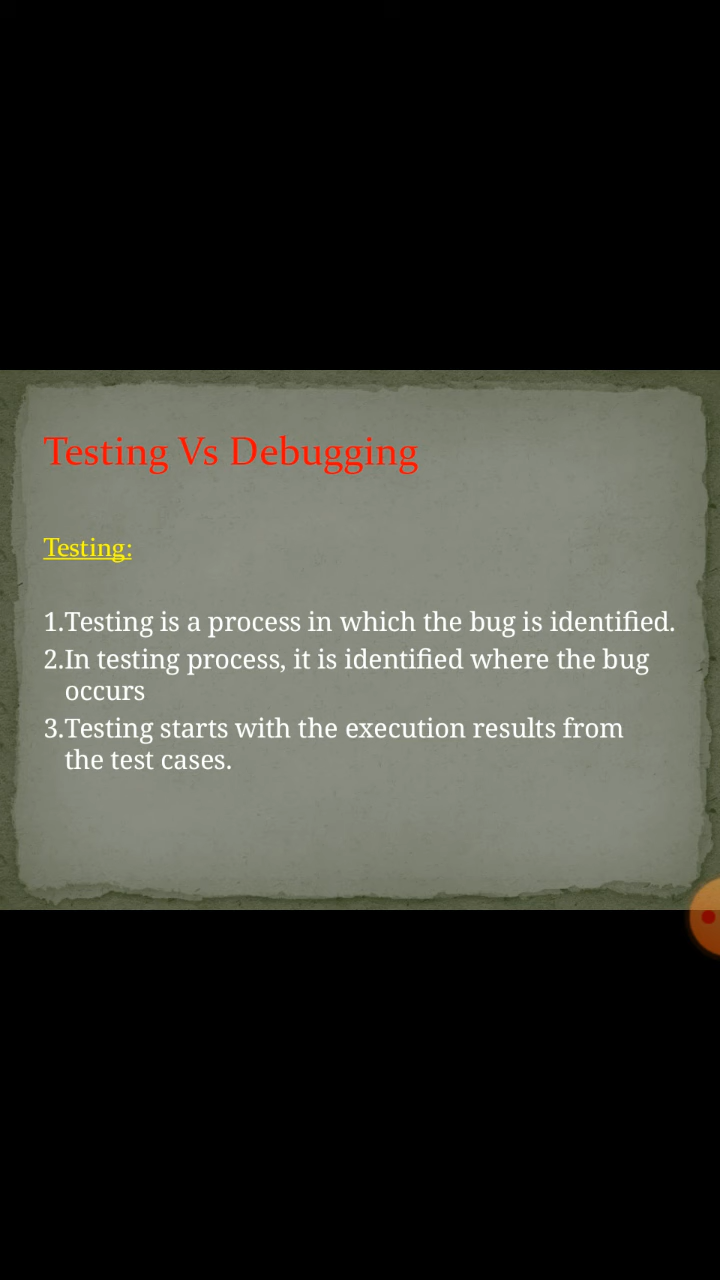 Testing Vs Debugging
Testing:
1.Testing is a process in which the bug is identified.
2.In testing process, it is identified where the bug
occurs
3.Testing starts with the execution results from
the test cases.